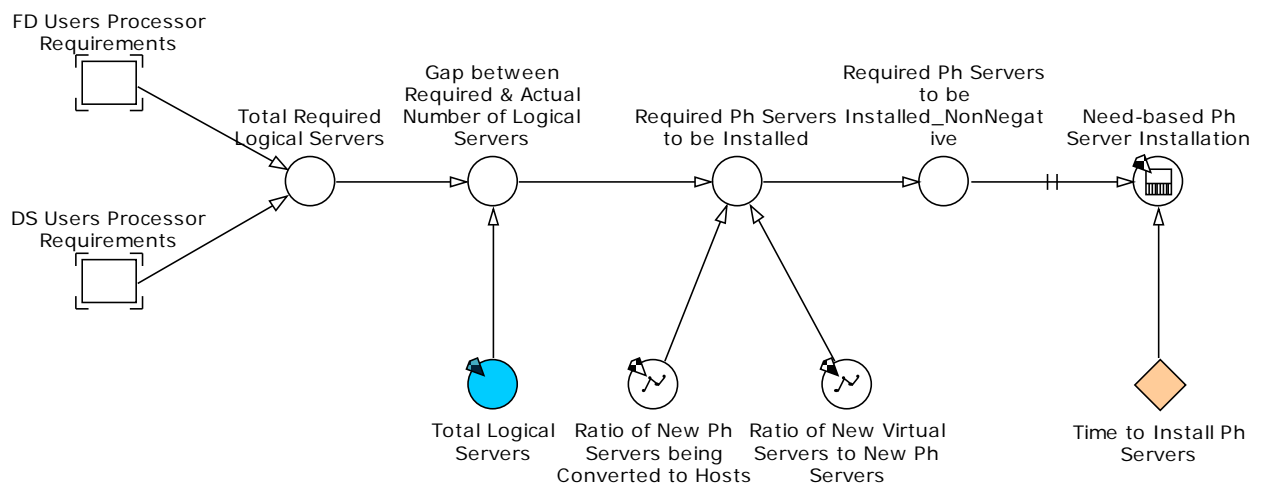 FD Users Processor
Requirements
Gap between
Required & Actual
Number of Logical
Servers
Required Ph Servers
to be
Installed_NonNegat
ive
Total Required
Logical Servers
Required Ph Servers
to be Installed
Need-based Ph
Server Installation
DS Users Processor
Requirements
Total Logical
Servers
Ratio of New Ph
Servers being
Converted to Hosts
Ratio of New Virtual
Servers to New Ph
Servers
Time to Install Ph
Servers